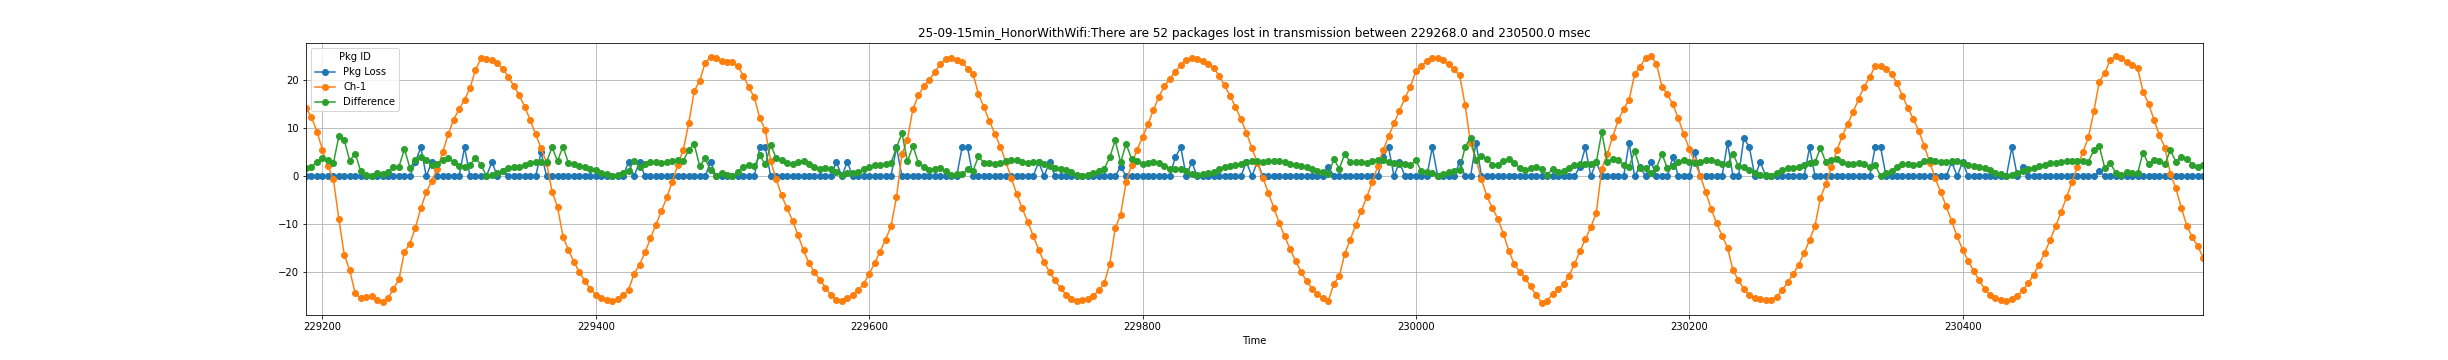 25-09-15min_HonorWithWifi:There are 52 packages lost in transmission between 229268.0 and 230500.0 msec
Pkg ID
Pkg Loss
Ch-1
Difference
20
10
0
−10
−20
229200 229400 229600 229800 230000 230200 230400
Time